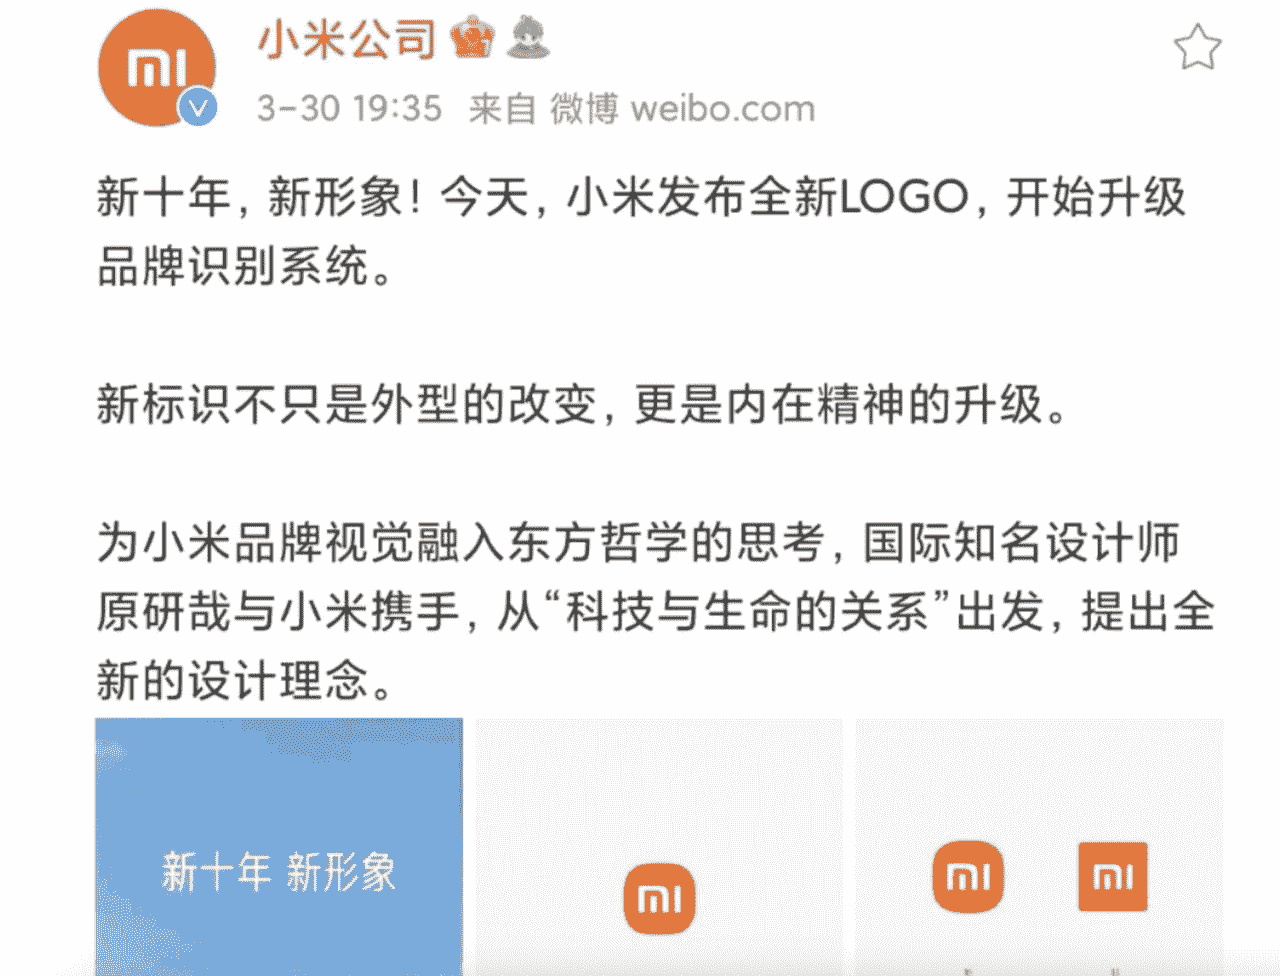 mi
小米公司
3-30 19:35 来自 微博 weibo.com
新十年，新形象！今天，小米发布全新LOGO，开始升级
品牌识别系统。
新标识不只是外型的改变，更是内在精神的升级。
为小米品牌视觉融入东方哲学的思考，国际知名设计师
原研哉与小米携手，从“科技与生命的关系”出发，提出全
新的设计理念。
新十年 新形象
mi
mi
mi